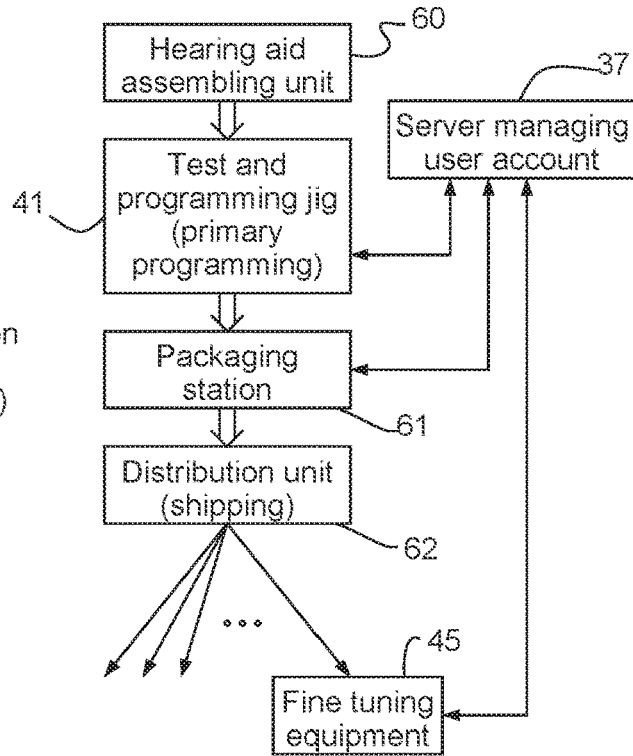 60
Hearing aid
assembling unit
37
Server managing
user account
41
Test and
programming jig
(primary
programming)
Packaging
station
61
Distribution unit
(shipping)
62
...
45
Fine tuning
equipment
)